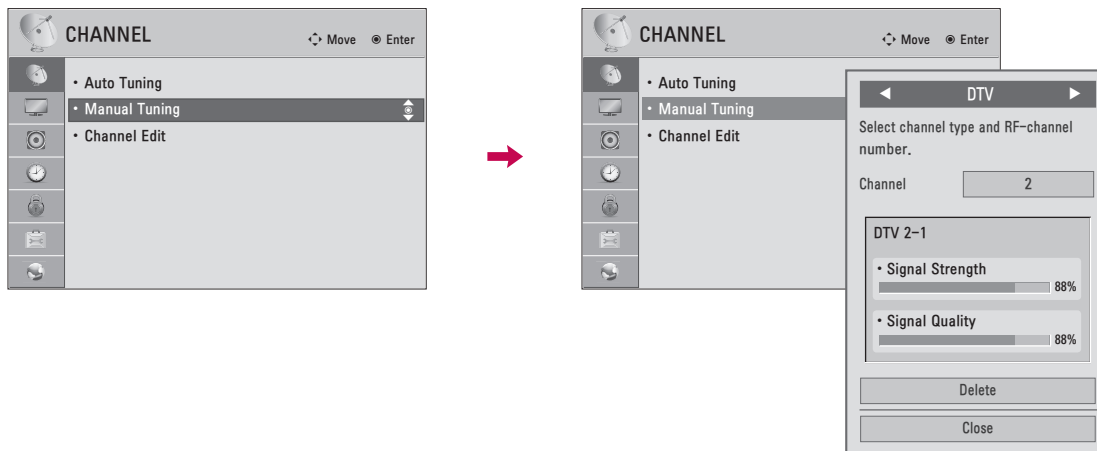 CHANNEL
Move
Enter
• Auto Tuning
• Manual Tuning
• Channel Edit
CHANNEL
Move
Enter
• Auto Tuning
• Manual Tuning
• Channel Edit
◀ DTV ▶
Select channel type and RF-channel
number.
Channel 2
DTV 2-1
• Signal Strength
88%
• Signal Quality
88%
Delete
Close